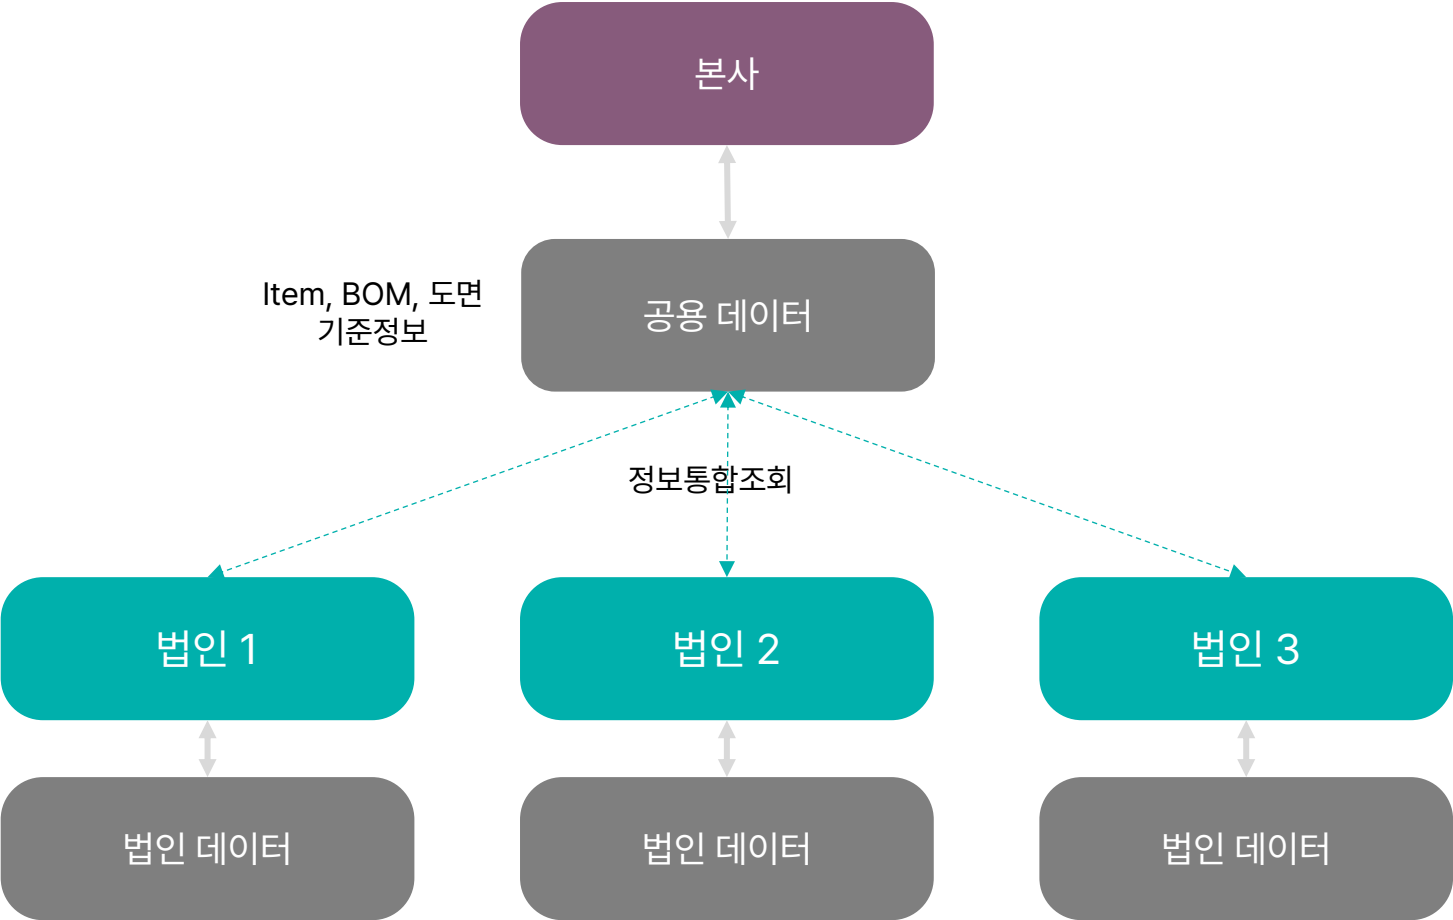 본사
Item, BOM, 도면
기준정보
공용 데이터
정보통합조회
법인 1
법인 2
법인 3
법인 데이터
법인 데이터
법인 데이터